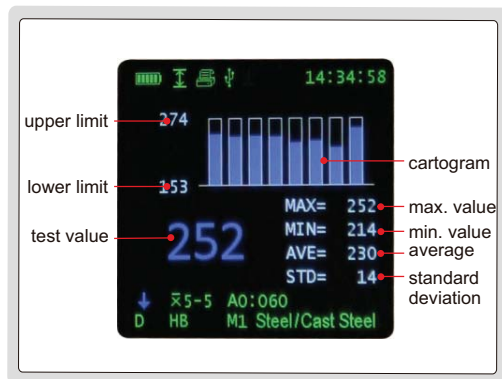 14:34:58
upper limit
274
cartogram
lower limit
153
MAX= 252
max. value
test value
252
MIN= 214
min. value
AVE= 230
average
STD= 14
standard
deviation
x̅5-5 A0:060
D HB M1 Steel/Cast Steel